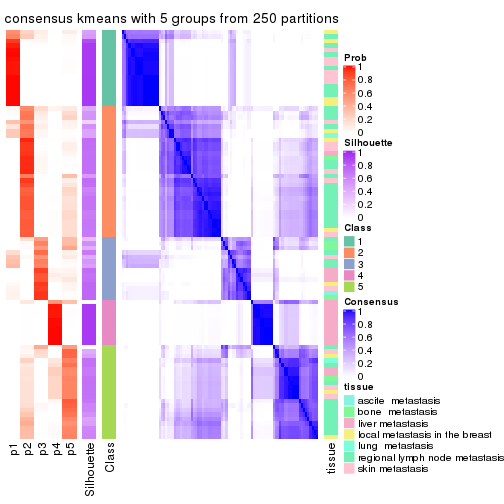 consensus kmeans with 5 groups from 250 partitions
Prob
1
0.8
0.6
0.4
0.2
0
Silhouette
1
0.8
0.6
0.4
0.2
0
Class
1
2
3
4
5
Consensus
1
0.8
0.6
0.4
0.2
0
tissue
ascite metastasis
bone metastasis
liver metastasis
local metastasis in the breast
lung metastasis
regional lymph node metastasis
skin metastasis
p1
p2
p3
p4
p5
Silhouette
Class
tissue